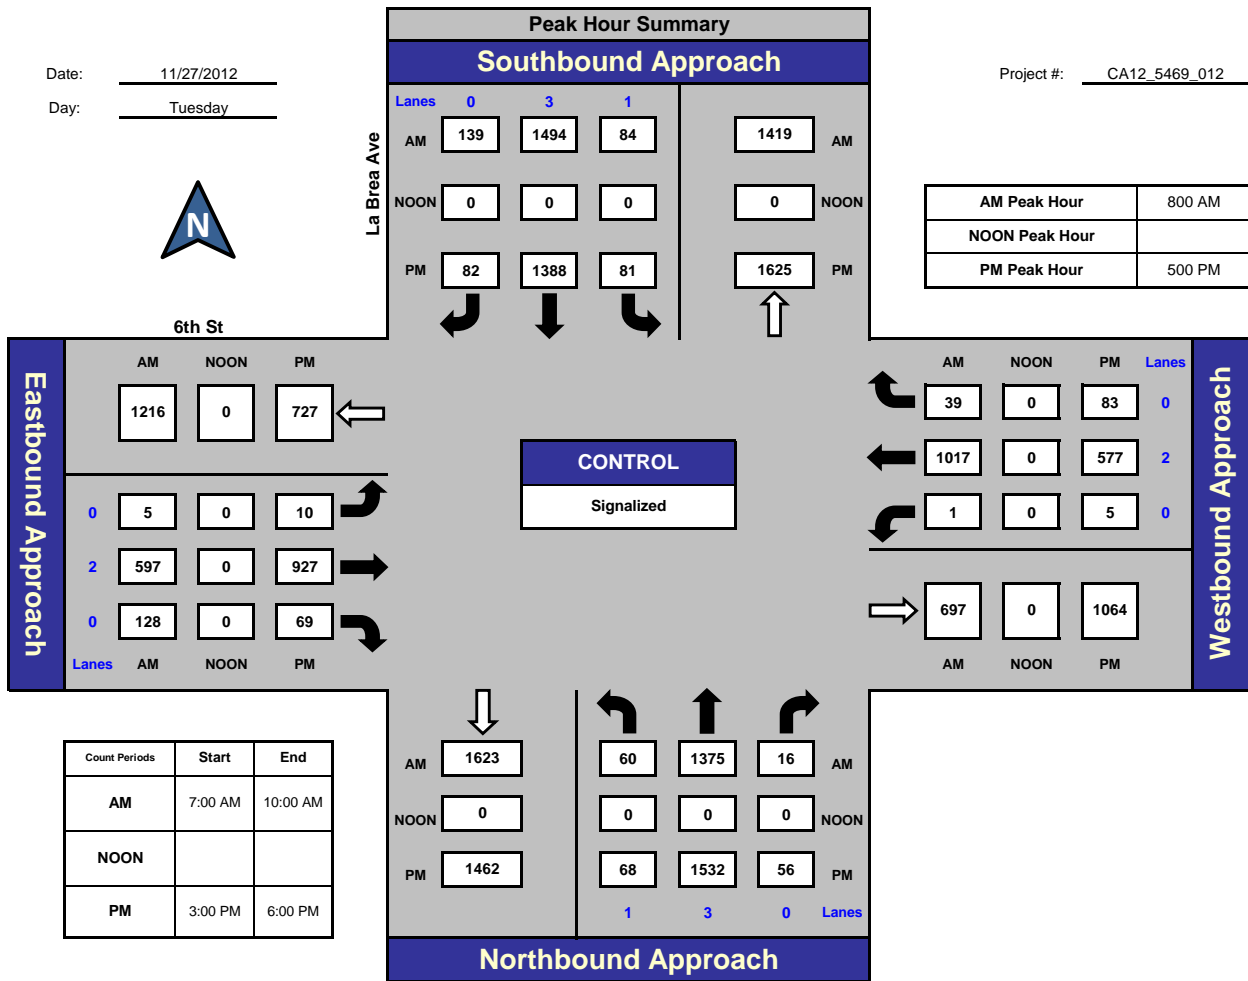 Peak Hour Summary
Southbound Approach
Date: 11/27/2012
Day: Tuesday
Project #: CA12_5469_012
N
La Brea Ave
6th St
Lanes 0 3 1
AM 139 1494 84 1419 AM
NOON 0 0 0 0 NOON
PM 82 1388 81 1625 PM
AM Peak Hour 800 AM
NOON Peak Hour
PM Peak Hour 500 PM
Eastbound Approach
AM NOON PM
1216 0 727
0 5 0 10
2 597 0 927
0 128 0 69
Lanes AM NOON PM
CONTROL
Signalized
AM NOON PM Lanes
39 0 83 0
1017 0 577 2
1 0 5 0
697 0 1064
AM NOON PM
Westbound Approach
Count Periods Start End
AM 7:00 AM 10:00 AM
NOON
PM 3:00 PM 6:00 PM
AM 1623 60 1375 16 AM
NOON 0 0 0 0 NOON
PM 1462 68 1532 56 PM
1 3 0 Lanes
Northbound Approach